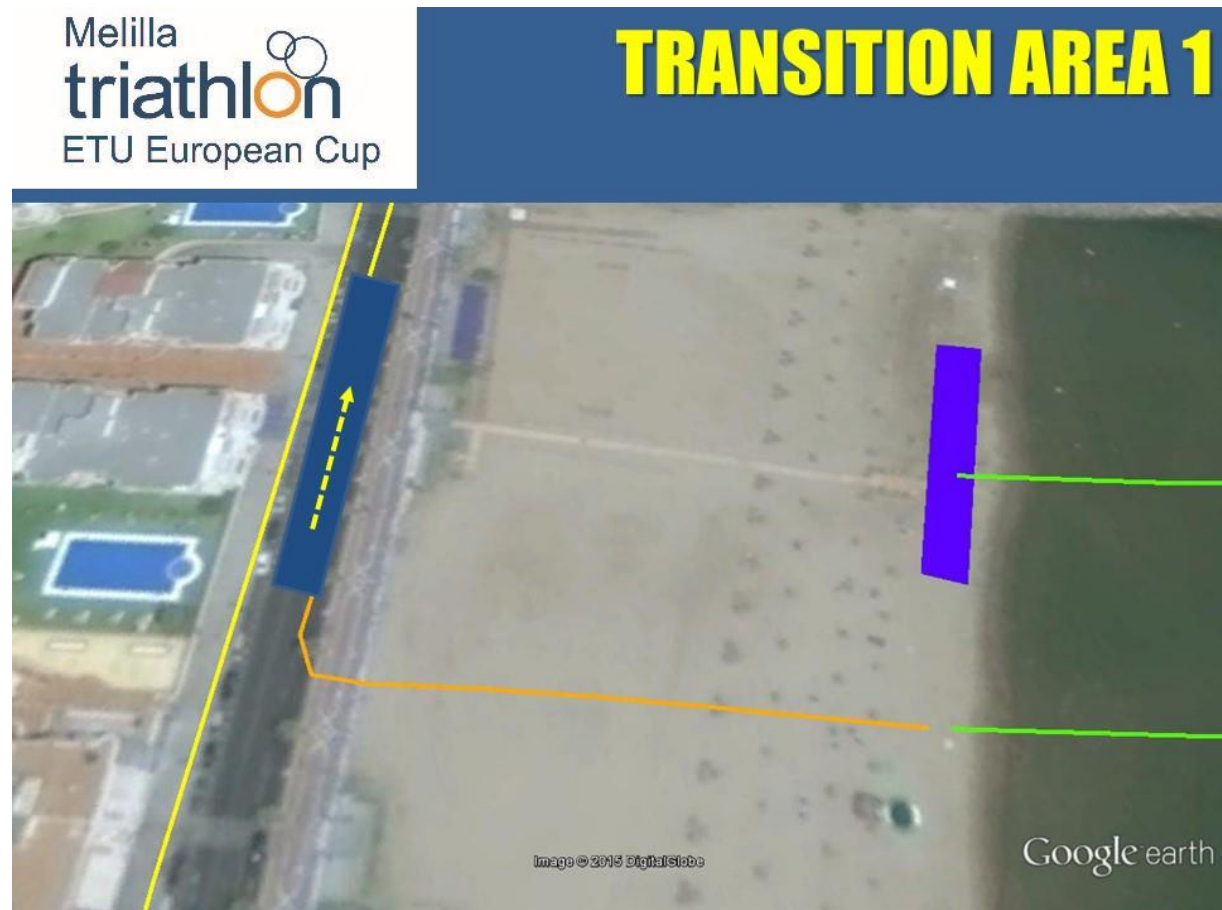 Melilla
triathlon
ETU European Cup
TRANSITION AREA 1
Image © 2015 DigitalGlobe
Google earth